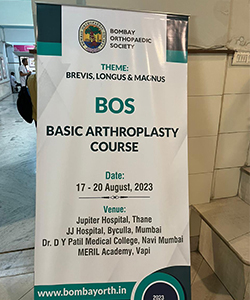 BOMBAY
ORTHOPAEDIC
SOCIETY
THEME:
BREVIS, LONGUS & MAGNUS
BOS
BASIC ARTHROPLASTY
COURSE
Date:
17 - 20 August, 2023
Venue:
Jupiter Hospital, Thane
JJ Hospital, Byculla, Mumbai
Dr. D Y Patil Medical College, Navi Mumbai
MERIL Academy, Vapi
www.bombayorth.in
2023